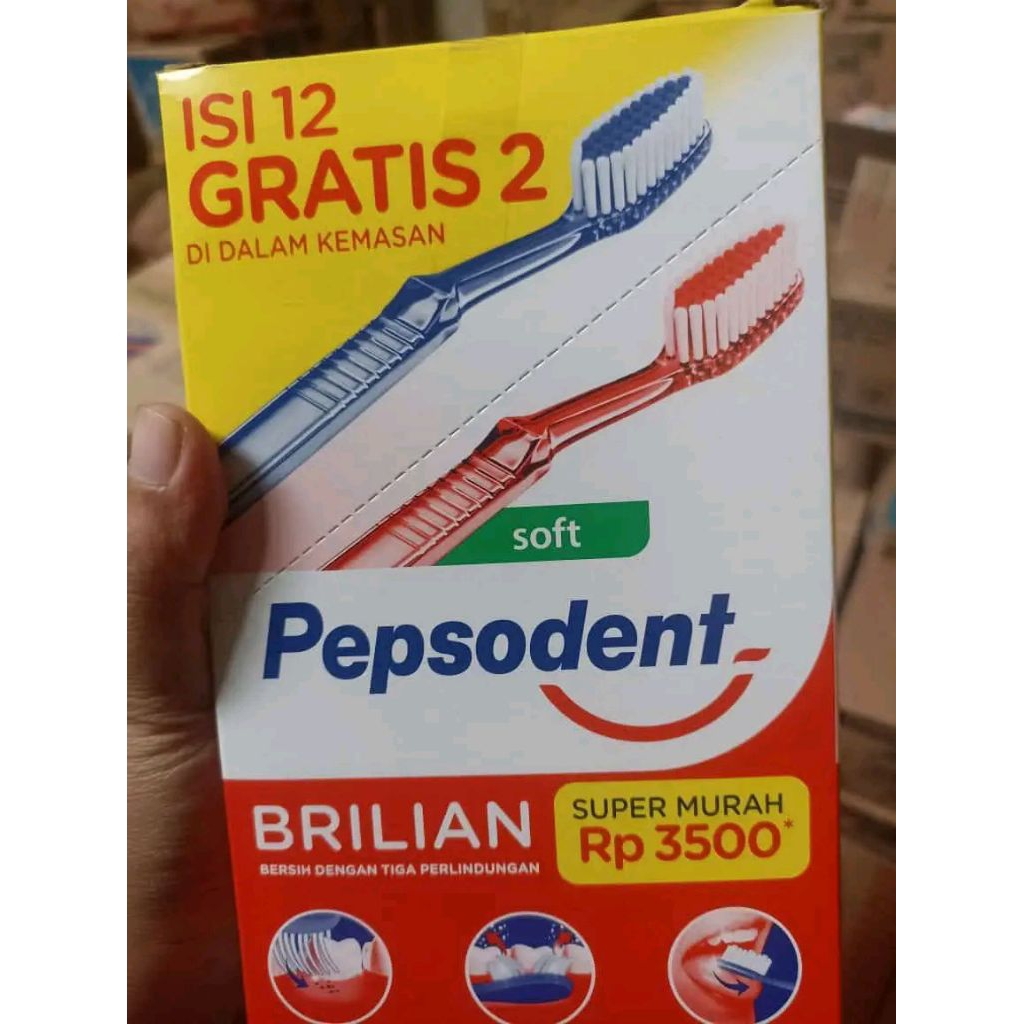 ISI 12
GRATIS 2
DI DALAM KEMASAN
soft
Pepsodent
BRILIAN
BERSIH DENGAN TIGA PERLINDUNGAN
SUPER MURAH
Rp 3500*